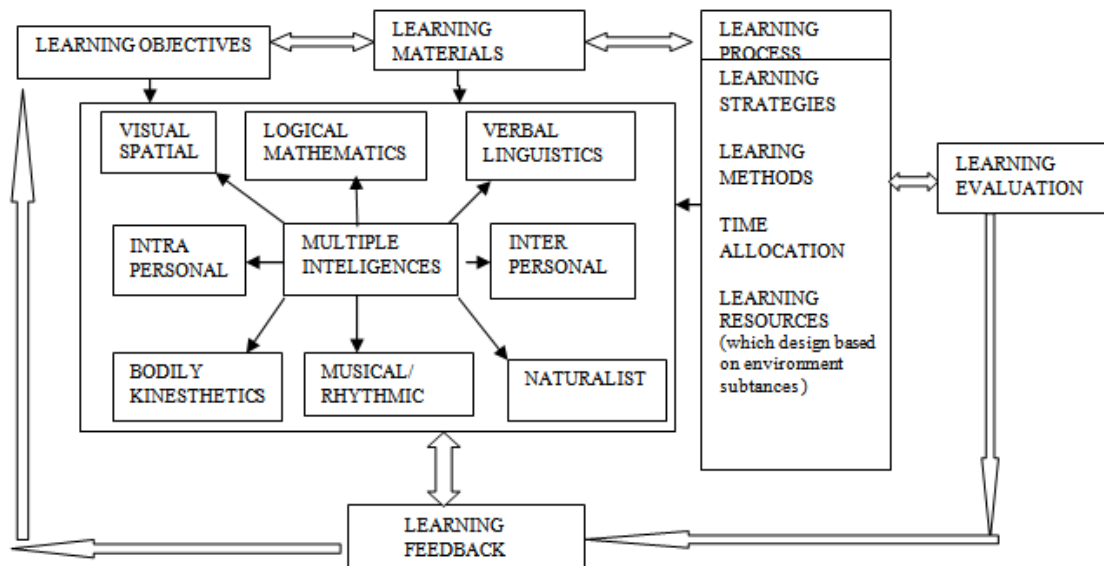 LEARNING OBJECTIVES
LEARNING
MATERIALS
LEARNING
PROCESS
LEARNING
STRATEGIES
LEARING
METHODS
TIME
ALLOCATION
LEARNING
RESOURCES
(which design based
on environment
subtances )
VISUAL
SPATIAL
LOGICAL
MATHEMATICS
VERBAL
LINGUISTICS
INTRA
PERSONAL
MULTIPLE
INTELIGENCES
INTER
PERSONAL
BODILY
KINESTHETICS
MUSICAL/
RHYTHMIC
NATURALIST
LEARNING
EVALUATION
LEARNING
FEEDBACK